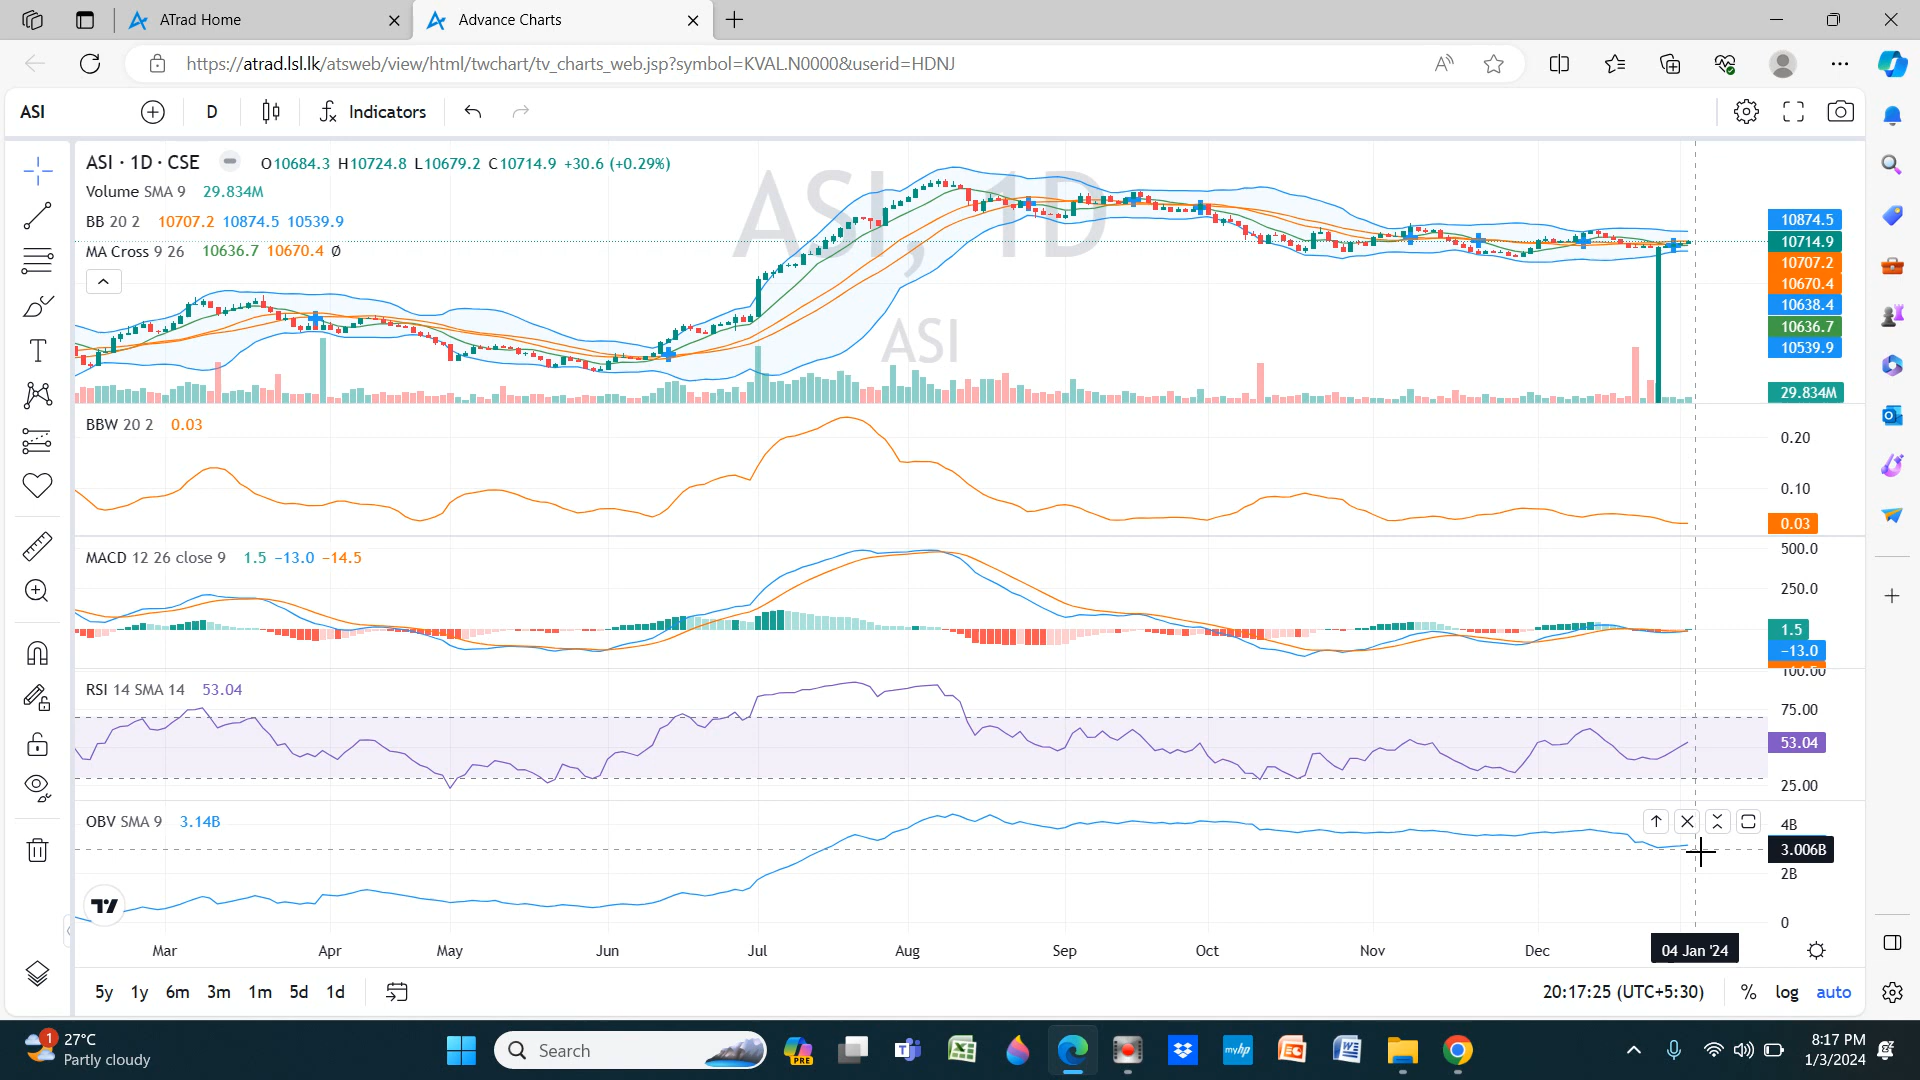 ATrad Home
Advance Charts
https://atrad.lsl.lk/atsweb/view/html/twchart/tv_charts_web.jsp?symbol=KVAL.N0000&userid=HDNJ
ASI
D
Indicators
ASI · 1D · CSE O10684.3 H10724.8 L10679.2 C10714.9 +30.6 (+0.29%)
Volume SMA 9 29.834M
BB 20 2 10707.2 10874.5 10539.9
MA Cross 9 26 10636.7 10670.4 Ø
ASI, 1D
ASI
10874.5
10714.9
10707.2
10670.4
10638.4
10636.7
10539.9
29.834M
BBW 20 2 0.03
0.20
0.10
0.03
MACD 12 26 close 9 1.5 −13.0 −14.5
500.0
250.0
1.5
−13.0
100.00
RSI 14 SMA 14 53.04
75.00
53.04
25.00
OBV SMA 9 3.14B
4B
3.006B
2B
0
Mar Apr May Jun Jul Aug Sep Oct Nov Dec 04 Jan '24
5y 1y 6m 3m 1m 5d 1d
20:17:25 (UTC+5:30) % log auto
1
27°C
Partly cloudy
Search
PRE
myhp
8:17 PM
1/3/2024